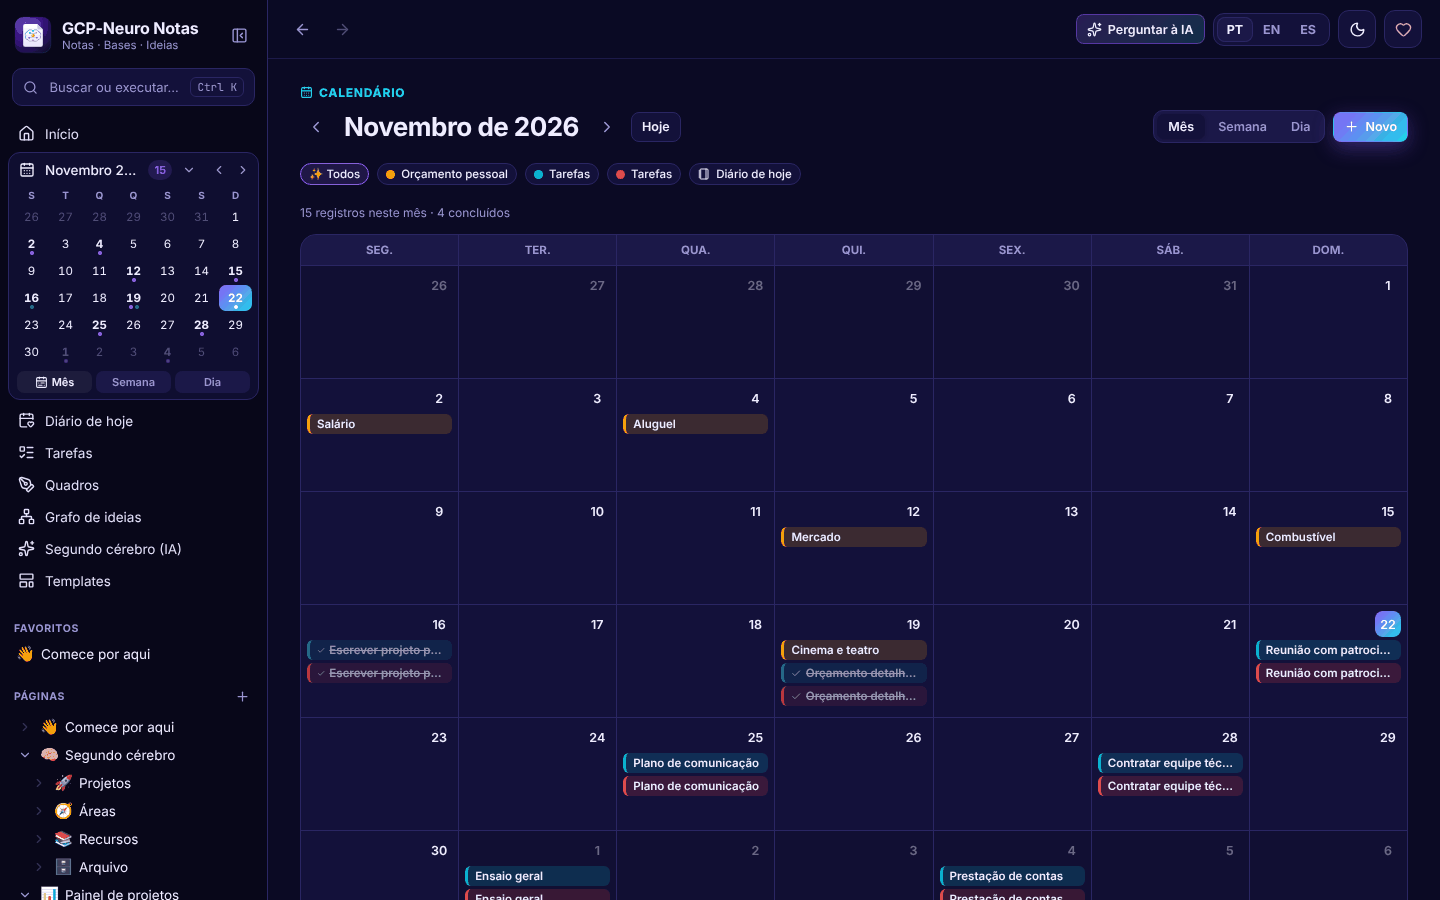 GCP-Neuro Notas
Notas · Bases · Ideias
Buscar ou executar... Ctrl K
Início
Novembro 2... 15
S T Q Q S S D
26 27 28 29 30 31 1
2 3 4 5 6 7 8
9 10 11 12 13 14 15
16 17 18 19 20 21 22
23 24 25 26 27 28 29
30 1 2 3 4 5 6
Mês Semana Dia
Diário de hoje
Tarefas
Quadros
Grafo de ideias
Segundo cérebro (IA)
Templates
FAVORITOS
Comece por aqui
PÁGINAS
Comece por aqui
Segundo cérebro
Projetos
Áreas
Recursos
Arquivo
Painel de projetos
Perguntar à IA PT EN ES
CALENDÁRIO
Novembro de 2026 Hoje
Mês Semana Dia Novo
Todos Orçamento pessoal Tarefas Tarefas Diário de hoje
15 registros neste mês · 4 concluídos
SEG. TER. QUA. QUI. SEX. SÁB. DOM.
26 27 28 29 30 31 1
2 3 4 5 6 7 8
Salário Aluguel
9 10 11 12 13 14 15
Mercado Combustível
16 17 18 19 20 21 22
Escrever projeto p... Cinema e teatro Reunião com patroci...
Escrever projeto p... Orçamento detalh... Reunião com patroci...
Orçamento detalh...
23 24 25 26 27 28 29
Plano de comunicação Contratar equipe téc...
Plano de comunicação Contratar equipe téc...
30 1 2 3 4 5 6
Ensaio geral Prestação de contas
Ensaio geral Prestação de contas